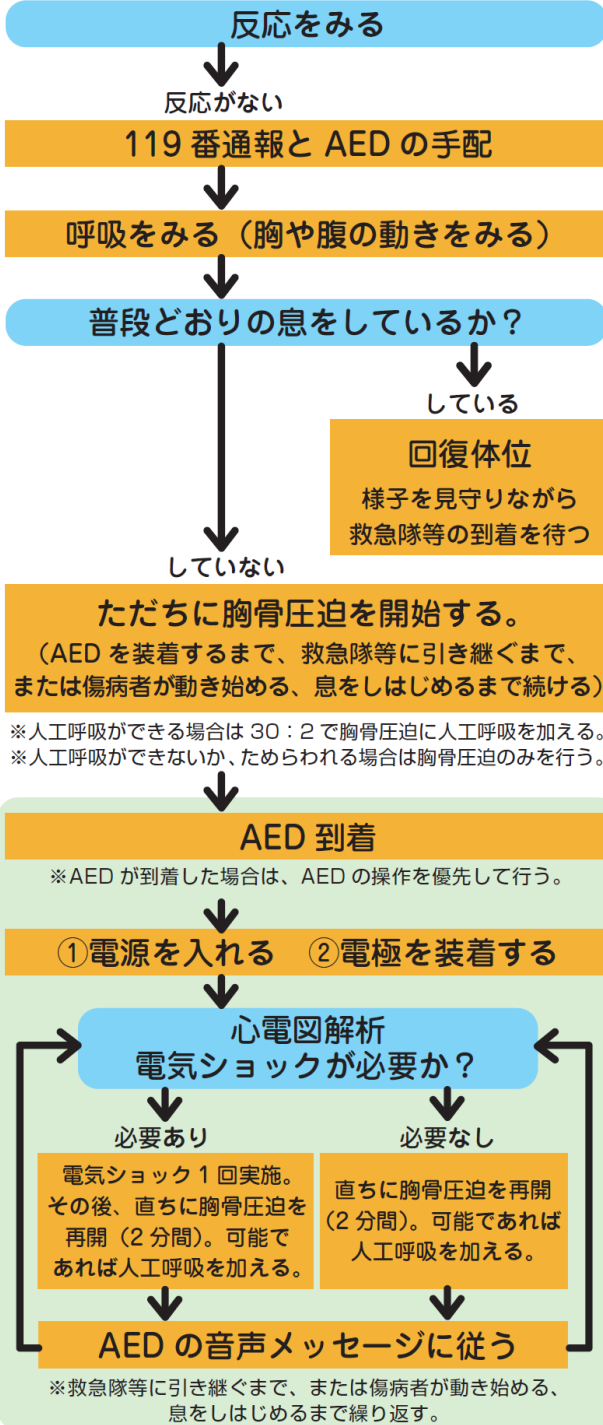 反応をみる
反応がない
119番通報とAEDの手配
呼吸をみる（胸や腹の動きをみる）
普段どおりの息をしているか？
している
回復体位
様子を見守りながら
救急隊等の到着を待つ
していない
ただちに胸骨圧迫を開始する。
（AEDを装着するまで、救急隊等に引き継ぐまで、
または傷病者が動き始める、息をしはじめるまで続ける）
※人工呼吸ができる場合は30：2で胸骨圧迫に人工呼吸を加える。
※人工呼吸ができないか、ためらわれる場合は胸骨圧迫のみを行う。
AED到着
※AEDが到着した場合は、AEDの操作を優先して行う。
①電源を入れる　②電極を装着する
心電図解析
電気ショックが必要か？
必要あり
電気ショック1回実施。
その後、直ちに胸骨圧迫を
再開（2分間）。可能で
あれば人工呼吸を加える。
必要なし
直ちに胸骨圧迫を再開
（2分間）。可能であれば
人工呼吸を加える。
AEDの音声メッセージに従う
※救急隊等に引き継ぐまで、または傷病者が動き始める、
息をしはじめるまで繰り返す。